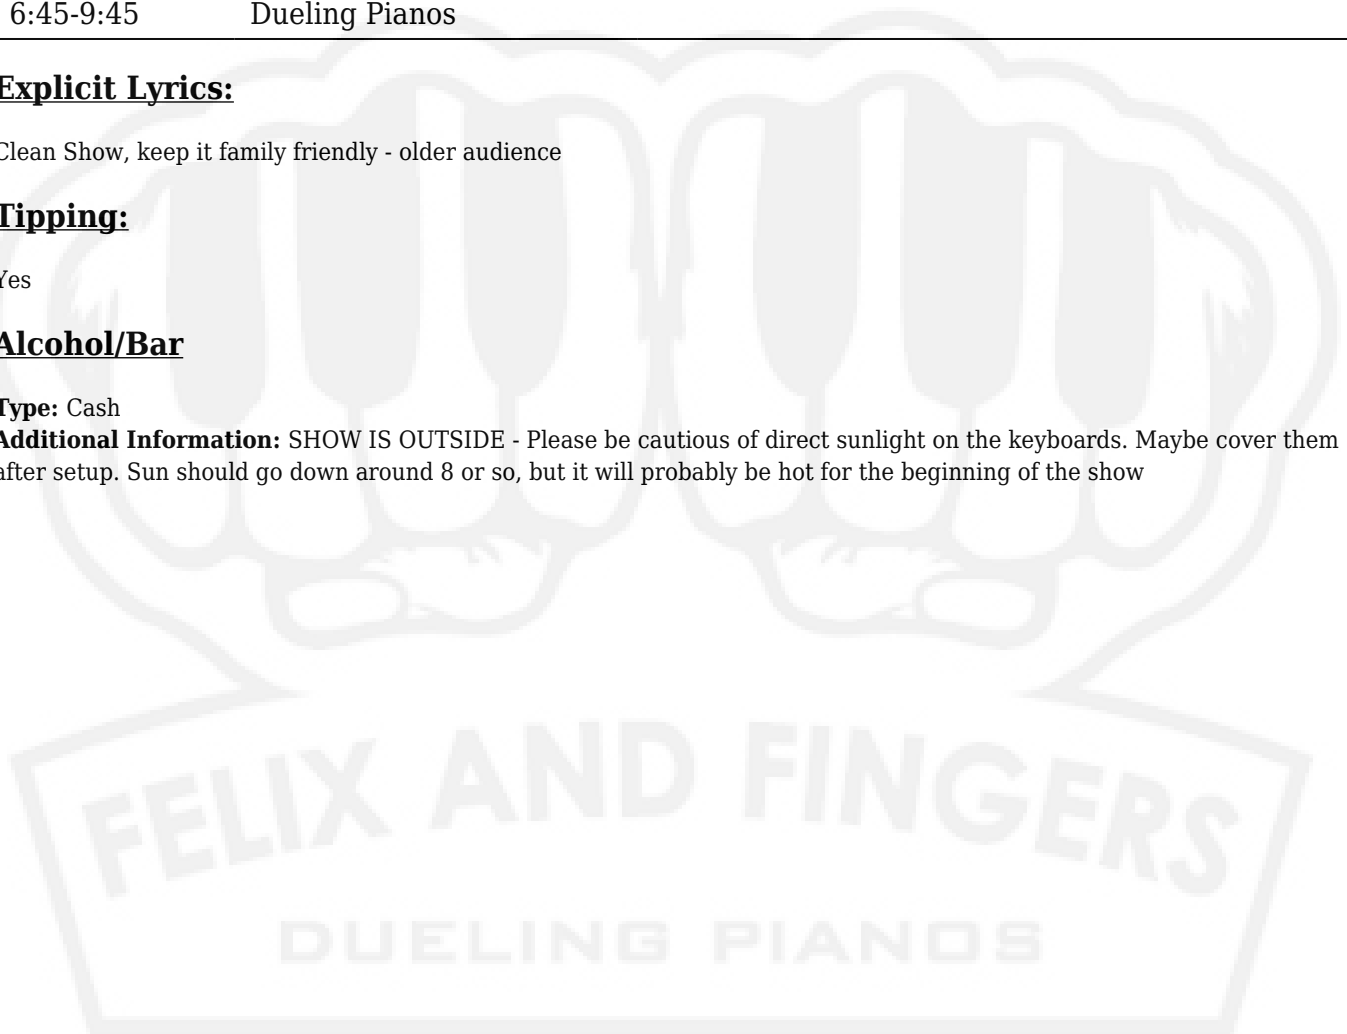 6:45-9:45 Dueling Pianos
Explicit Lyrics:
Clean Show, keep it family friendly - older audience
Tipping:
Yes
Alcohol/Bar
Type: Cash
Additional Information: SHOW IS OUTSIDE - Please be cautious of direct sunlight on the keyboards. Maybe cover them
after setup. Sun should go down around 8 or so, but it will probably be hot for the beginning of the show
FELIX AND FINGERS
DUELING PIANOS